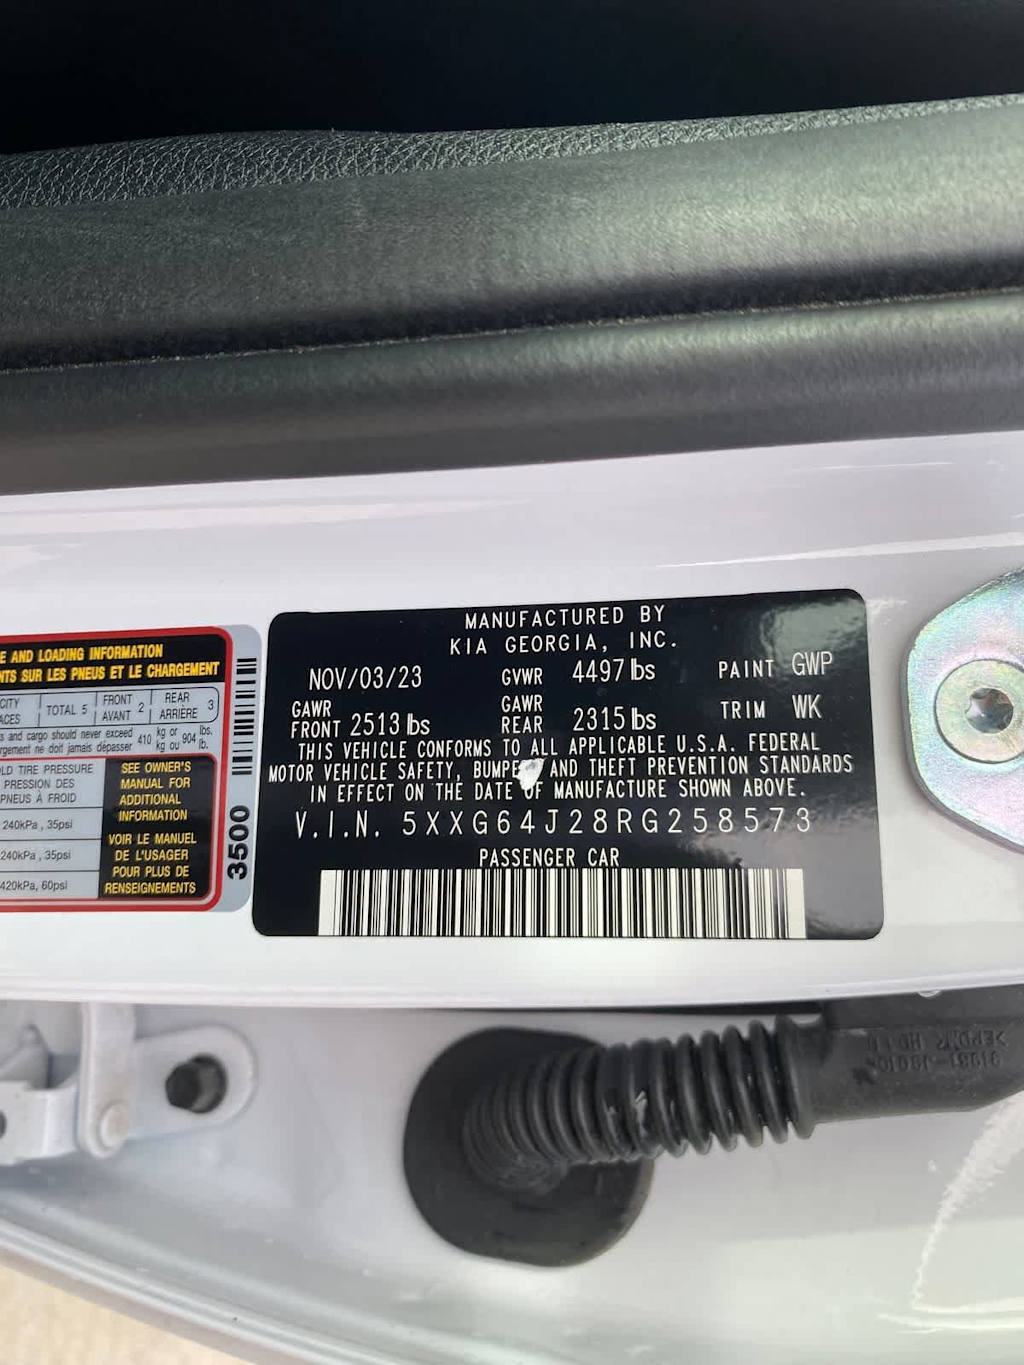 E AND LOADING INFORMATION
NTS SUR LES PNEUS ET LE CHARGEMENT
CITY
ACES
TOTAL 5
FRONT
AVANT
2
REAR
ARRIÈRE
3
s and cargo should never exceed
rgement ne doit jamais dépasser
410
kg or
kg ou
904
lbs.
lb.
LD TIRE PRESSURE
PRESSION DES
PNEUS À FROID
240kPa , 35psi
240kPa , 35psi
420kPa, 60psi
SEE OWNER'S
MANUAL FOR
ADDITIONAL
INFORMATION
VOIR LE MANUEL
DE L'USAGER
POUR PLUS DE
RENSEIGNEMENTS
3500
MANUFACTURED BY
KIA GEORGIA, INC.
NOV/03/23 GVWR 4497 lbs PAINT GWP
GAWR FRONT 2513 lbs GAWR REAR 2315 lbs TRIM WK
THIS VEHICLE CONFORMS TO ALL APPLICABLE U.S.A. FEDERAL
MOTOR VEHICLE SAFETY, AND THEFT PREVENTION STANDARDS
IN EFFECT ON THE DATE OF MANUFACTURE SHOWN ABOVE.
V.I.N. 5XXG64J28RG258573
PASSENGER CAR